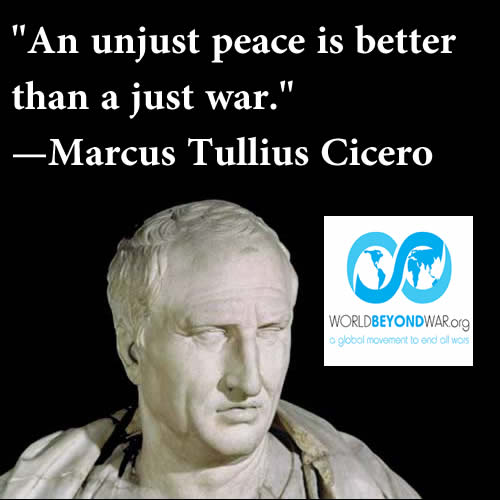 "An unjust peace is better
than a just war."
—Marcus Tullius Cicero
WORLDBEYONDWAR.org
a global movement to end all wars